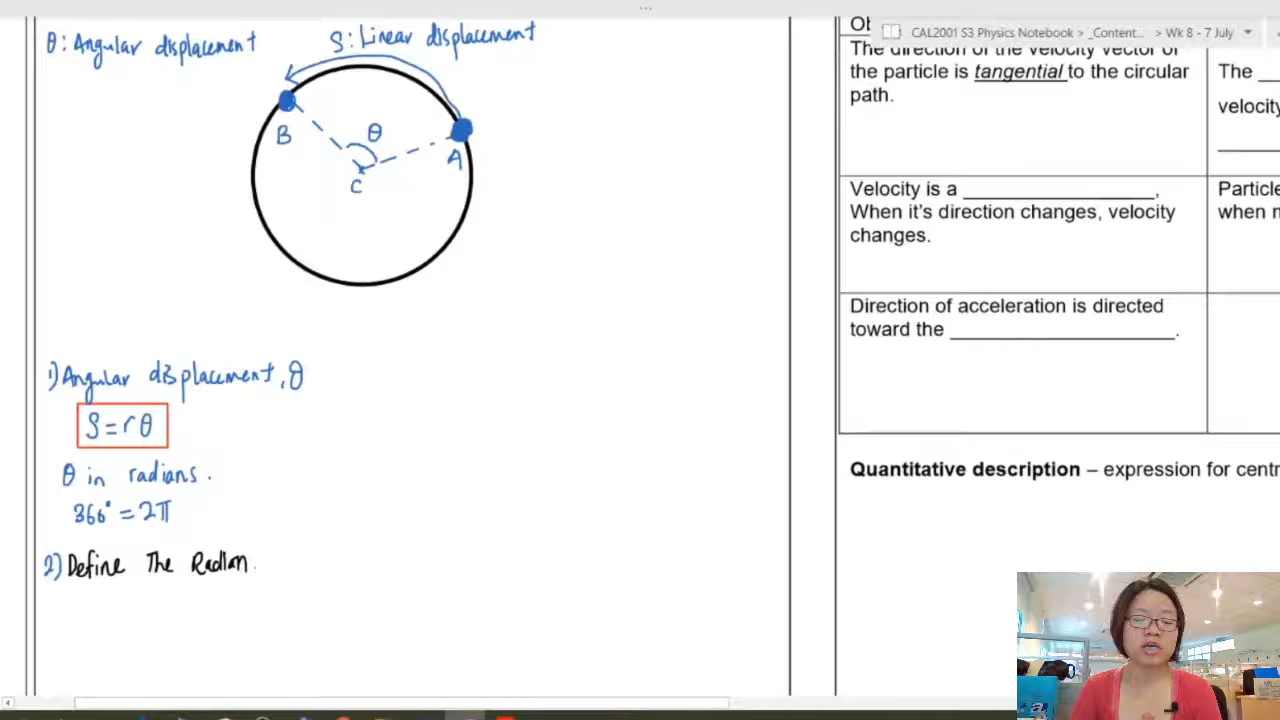 θ: Angular displacement
S: Linear displacement
B
θ
A
C
1) Angular displacement, θ
S = rθ
θ in radians.
360° = 2π
2) Define The Radian.
CAL2001 S3 Physics Notebook > _Content... > Wk 8 - 7 July
The direction of the velocity vector of
the particle is tangential to the circular
path.
The ___
velocity
Velocity is a ____________________,
When it's direction changes, velocity
changes.
Particle
when
Direction of acceleration is directed
toward the ________________________.
Quantitative description – expression for